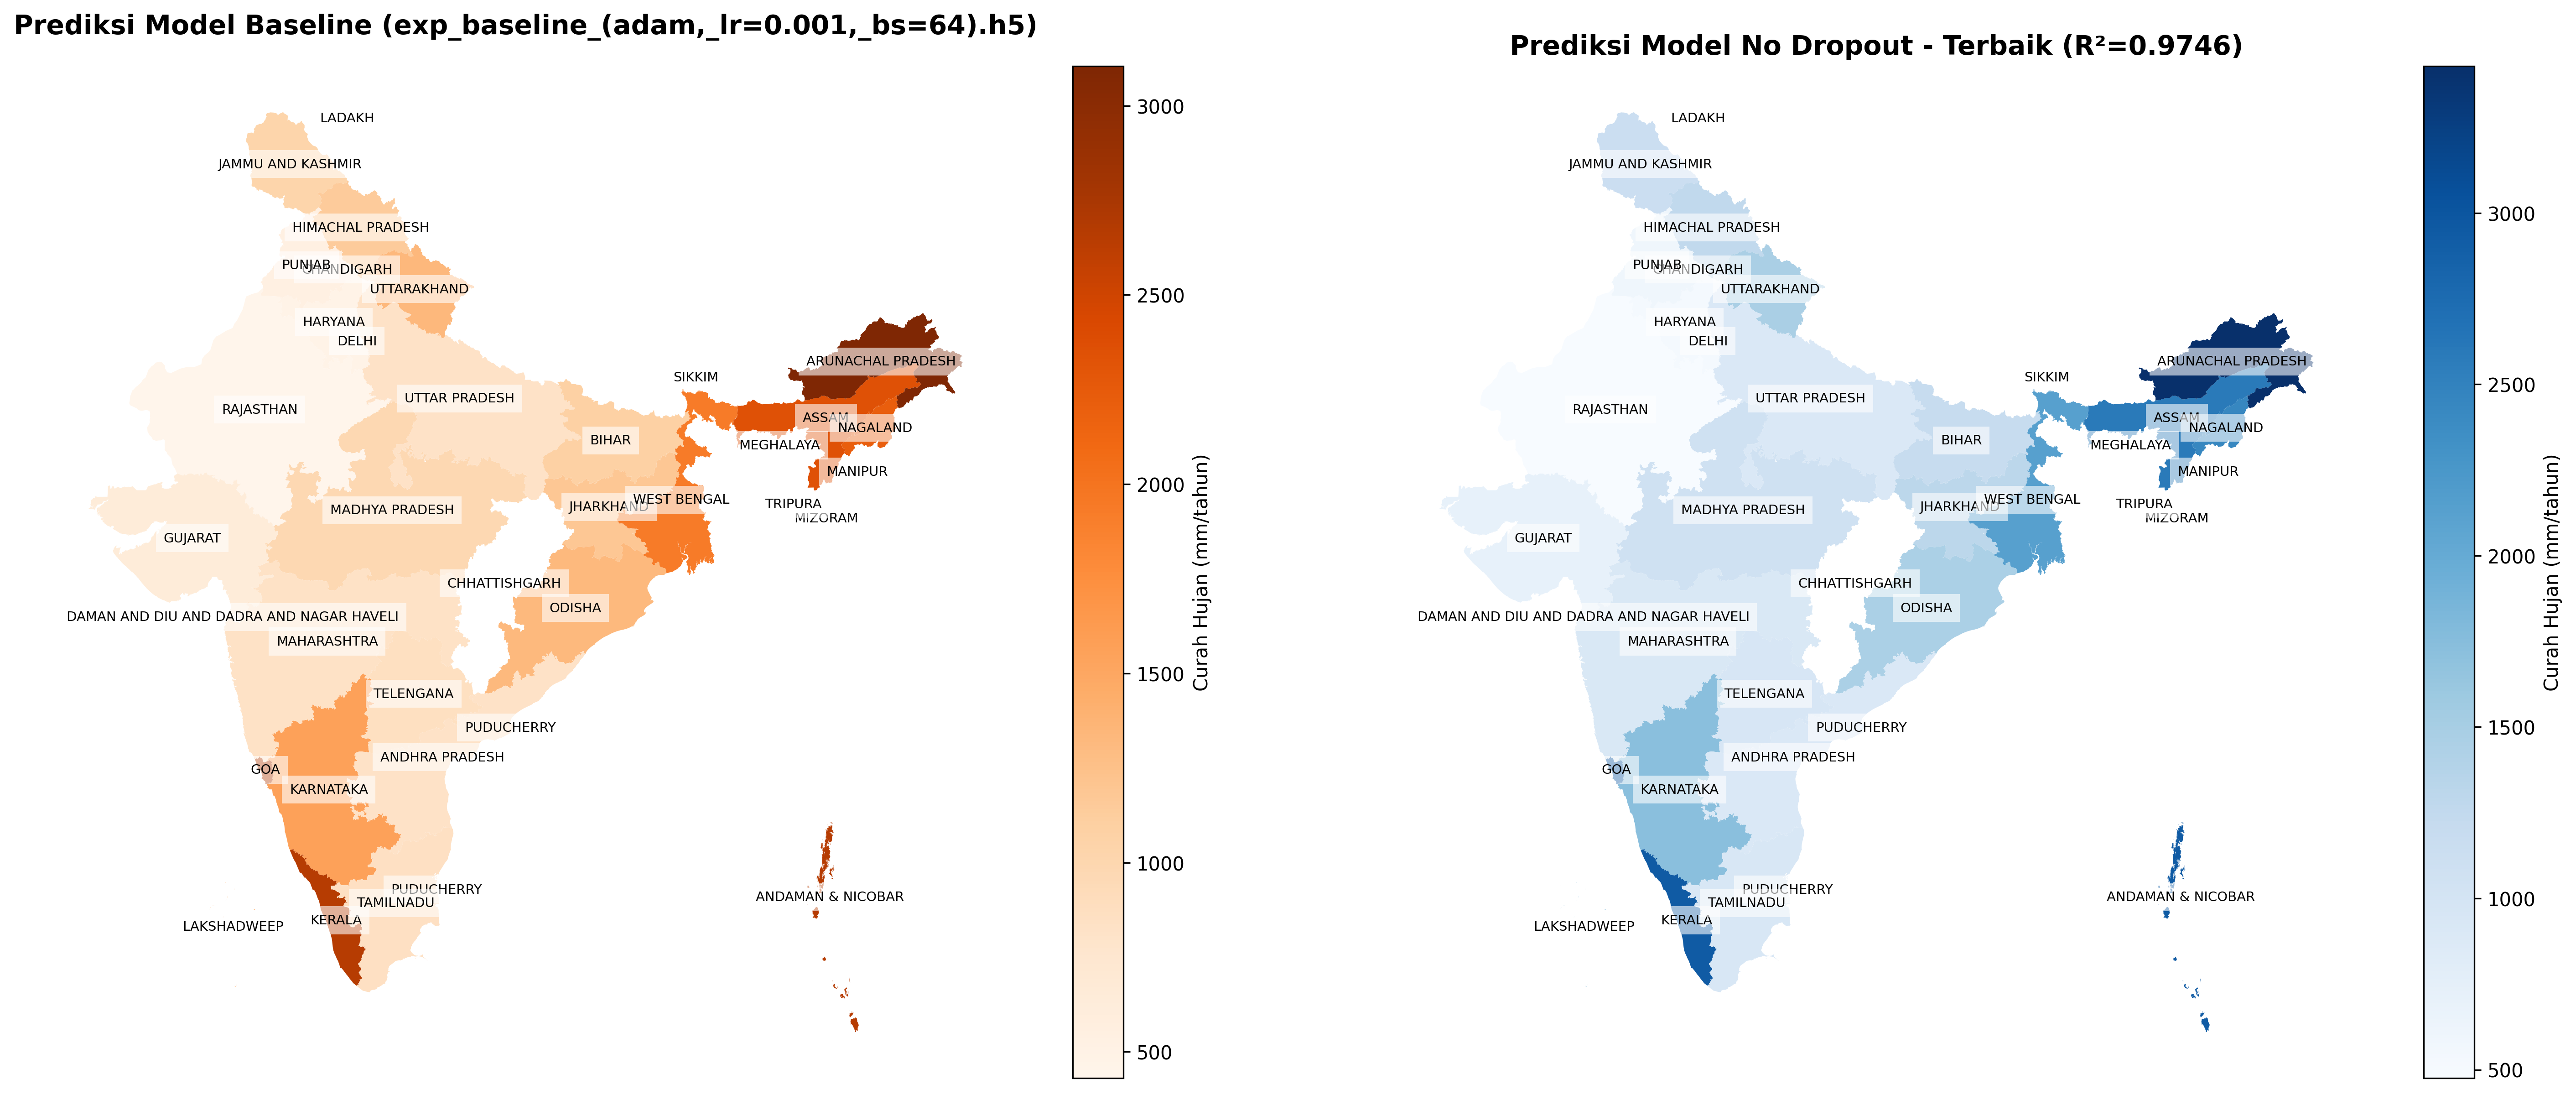 Prediksi Model Baseline (exp_baseline_(adam,_lr=0.001,_bs=64).h5)
LADAKH
JAMMU AND KASHMIR
HIMACHAL PRADESH
PUNJAB
CHANDIGARH
UTTARAKHAND
HARYANA
DELHI
SIKKIM
ARUNACHAL PRADESH
UTTAR PRADESH
RAJASTHAN
ASSAM
NAGALAND
BIHAR
MEGHALAYA
MANIPUR
WEST BENGAL
JHARKHAND
TRIPURA
MADHYA PRADESH
MIZORAM
GUJARAT
CHHATTISHGARH
ODISHA
DAMAN AND DIU AND DADRA AND NAGAR HAVELI
MAHARASHTRA
TELENGANA
PUDUCHERRY
ANDHRA PRADESH
GOA
KARNATAKA
PUDUCHERRY
ANDAMAN & NICOBAR
TAMILNADU
KERALA
LAKSHADWEEP
3000
2500
2000
1500
1000
500
Curah Hujan (mm/tahun)
Prediksi Model No Dropout - Terbaik (R²=0.9746)
LADAKH
JAMMU AND KASHMIR
HIMACHAL PRADESH
PUNJAB
CHANDIGARH
UTTARAKHAND
HARYANA
DELHI
SIKKIM
ARUNACHAL PRADESH
UTTAR PRADESH
RAJASTHAN
ASSAM
NAGALAND
BIHAR
MEGHALAYA
MANIPUR
WEST BENGAL
JHARKHAND
TRIPURA
MADHYA PRADESH
MIZORAM
GUJARAT
CHHATTISHGARH
ODISHA
DAMAN AND DIU AND DADRA AND NAGAR HAVELI
MAHARASHTRA
TELENGANA
PUDUCHERRY
ANDHRA PRADESH
GOA
KARNATAKA
PUDUCHERRY
ANDAMAN & NICOBAR
TAMILNADU
KERALA
LAKSHADWEEP
3000
2500
2000
1500
1000
500
Curah Hujan (mm/tahun)